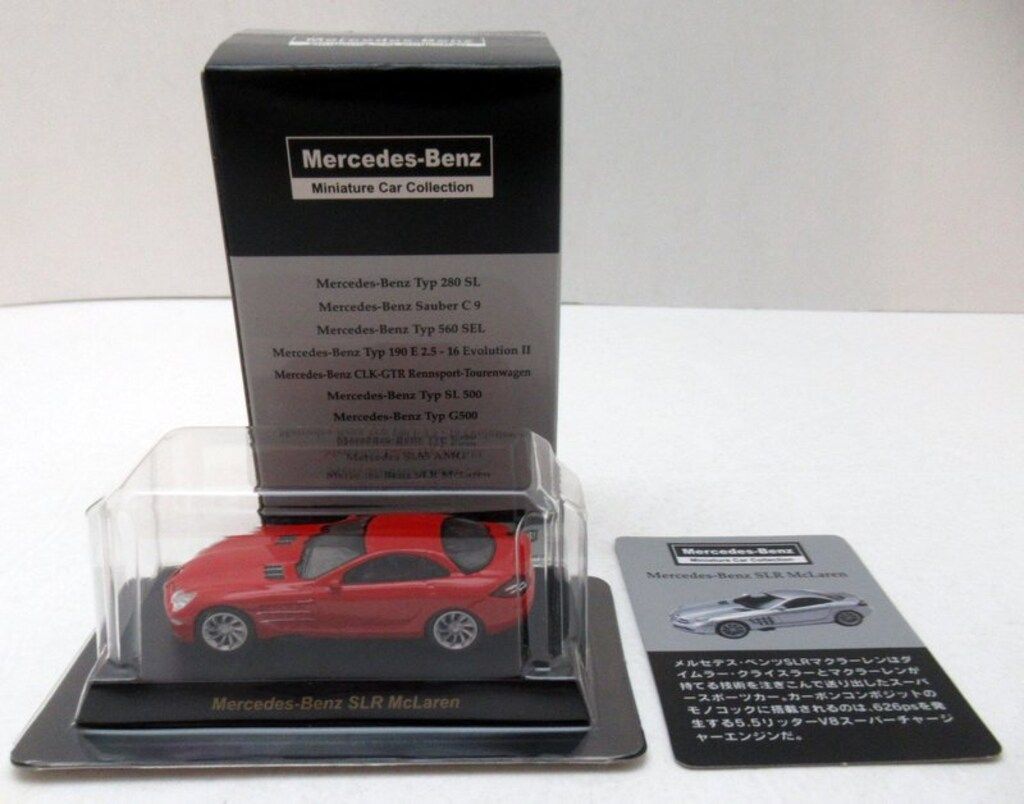 Mercedes-Benz
Miniature Car Collection
Mercedes-Benz Typ 280 SL
Mercedes-Benz Sauber C 9
Mercedes-Benz Typ 560 SEL
Mercedes-Benz Typ 190 E 2.5 - 16 Evolution II
Mercedes-Benz CLK-GTR Rennsport-Tourenwagen
Mercedes-Benz Typ SL 500
Mercedes-Benz Typ G500
Mercedes-Benz SLR McLaren
Mercedes-Benz
Miniature Car Collection
Mercedes-Benz SLR McLaren
メルセデス・ベンツSLRマクラーレンはダ
イムラー・クライスラーとマクラーレンが
持てる技術を注ぎこんで送り出したスーパ
ースポーツカー。カーボンコンポジットの
モノコックに搭載されるのは、626psを発
生する5.5リッターV8スーパーチャージ
ャーエンジンだ。